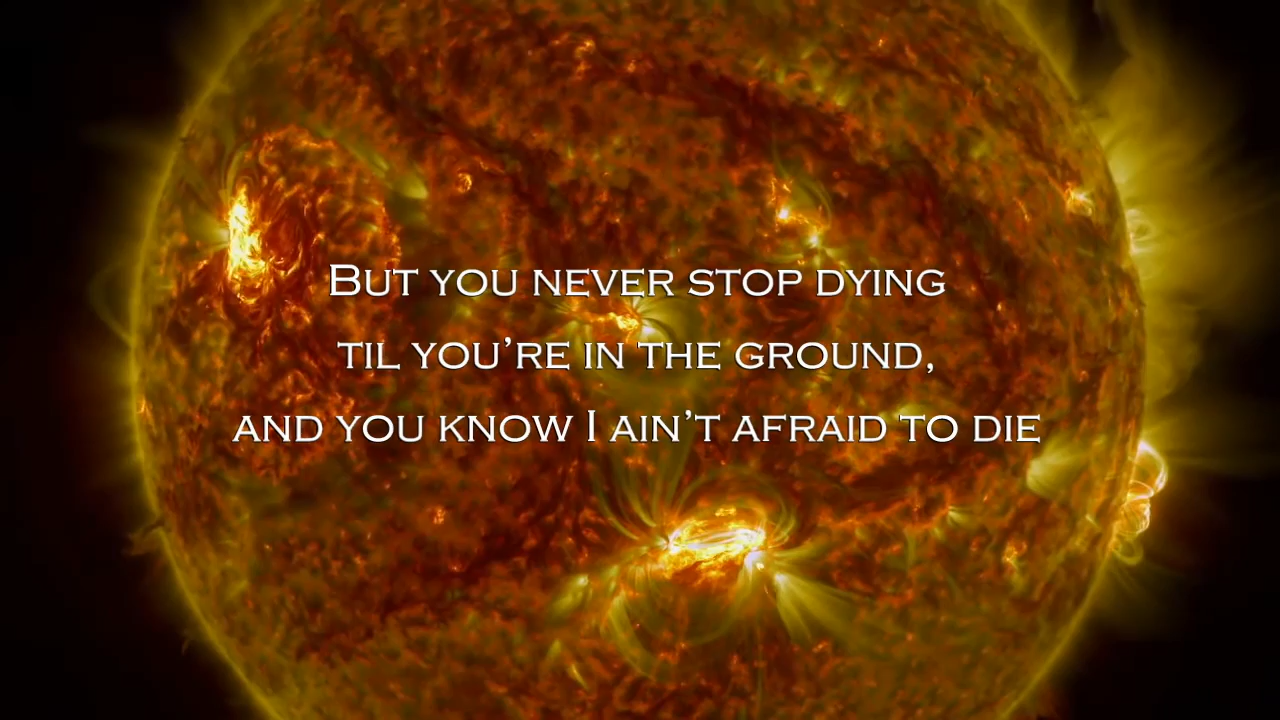 But you never stop dying
til you’re in the ground,
and you know I ain’t afraid to die